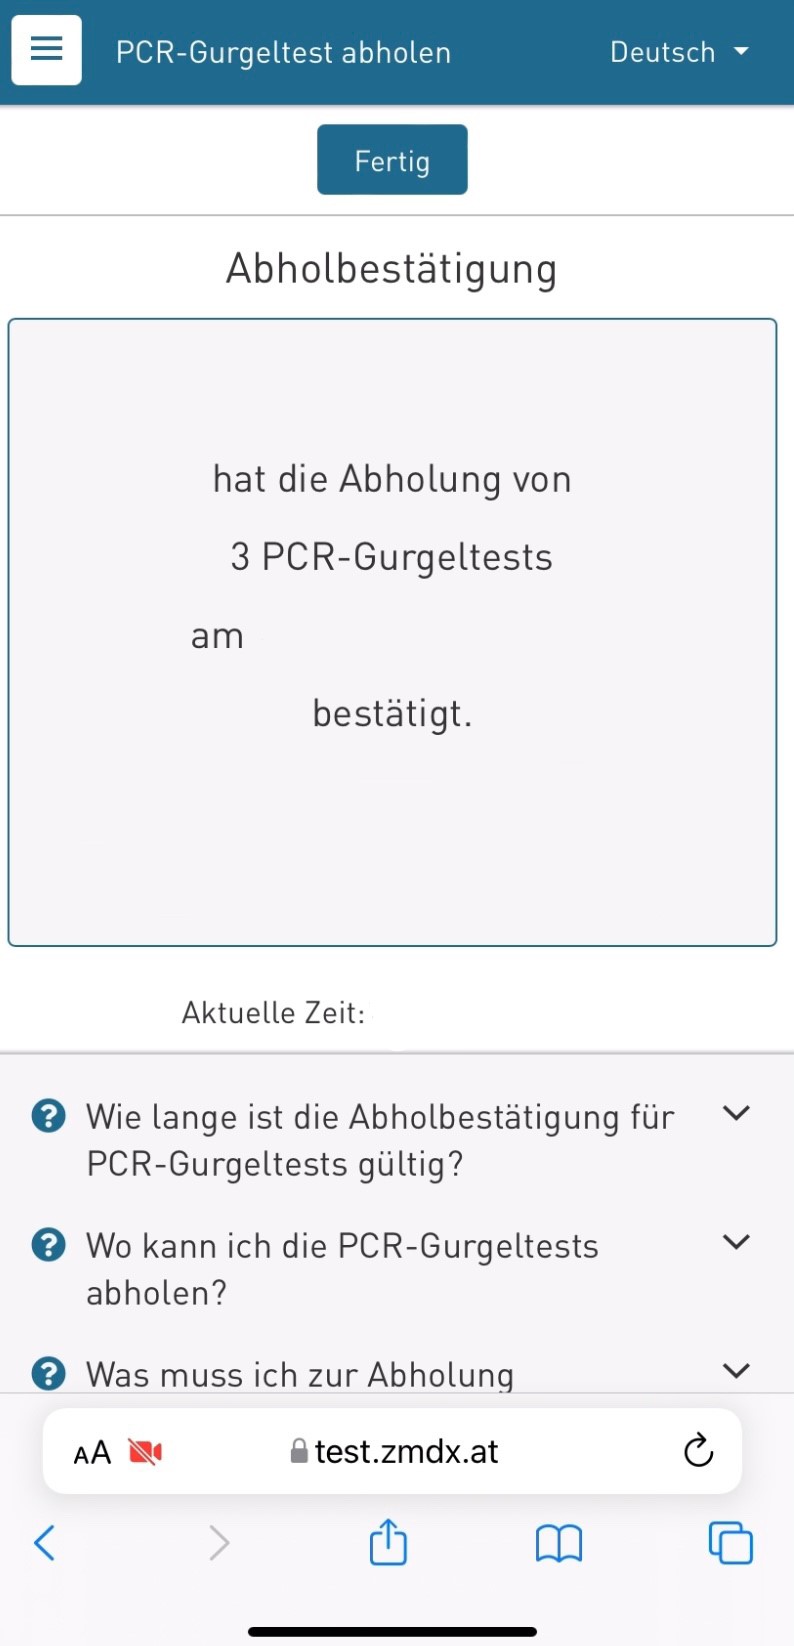 PCR-Gurgeltest abholen
Deutsch
Fertig
Abholbestätigung
hat die Abholung von
3 PCR-Gurgeltests
am
bestätigt.
Aktuelle Zeit:
Wie lange ist die Abholbestätigung für
PCR-Gurgeltests gültig?
Wo kann ich die PCR-Gurgeltests
abholen?
Was muss ich zur Abholung
AA
test.zmdx.at